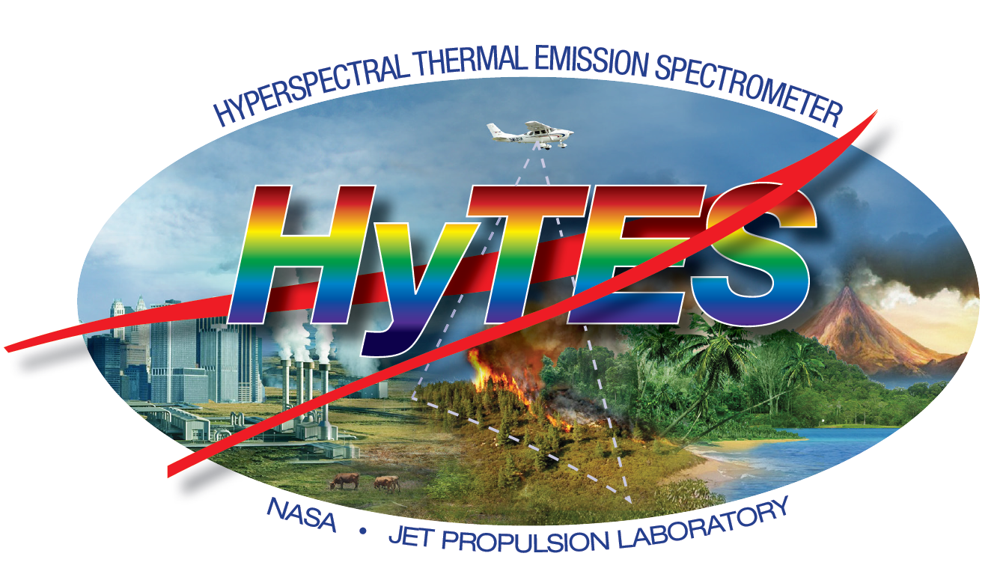 HYPERSPECTRAL THERMAL EMISSION SPECTROMETER
HyTES
NASA • JET PROPULSION LABORATORY